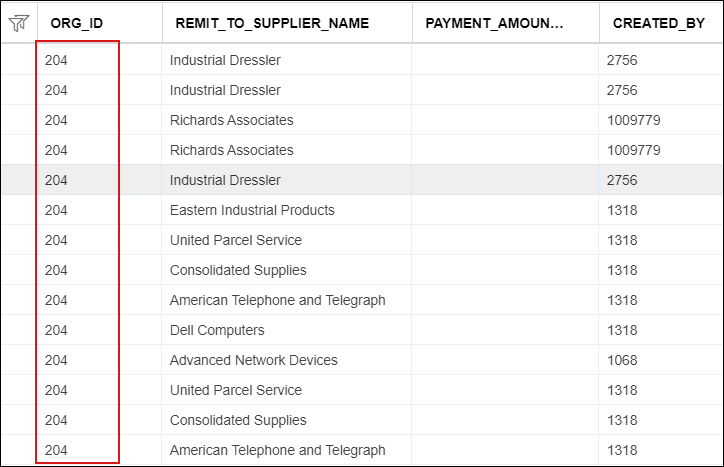 ORG_ID REMIT_TO_SUPPLIER_NAME PAYMENT_AMOUN... CREATED_BY
204 Industrial Dressler 2756
204 Industrial Dressler 2756
204 Richards Associates 1009779
204 Richards Associates 1009779
204 Industrial Dressler 2756
204 Eastern Industrial Products 1318
204 United Parcel Service 1318
204 Consolidated Supplies 1318
204 American Telephone and Telegraph 1318
204 Dell Computers 1318
204 Advanced Network Devices 1068
204 United Parcel Service 1318
204 Consolidated Supplies 1318
204 American Telephone and Telegraph 1318